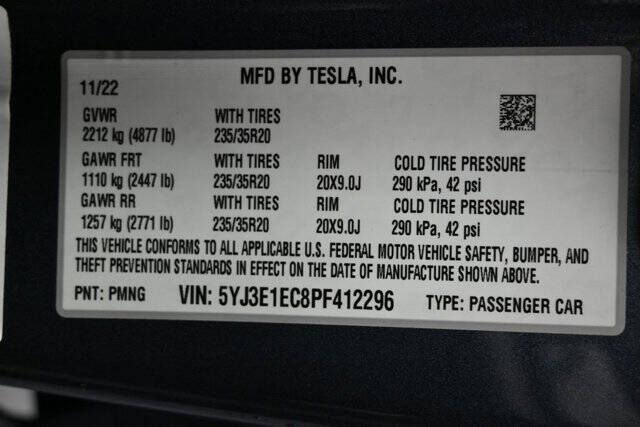 MFD BY TESLA, INC.
11/22
GVWR WITH TIRES
2212 kg (4877 lb) 235/35R20
GAWR FRT WITH TIRES RIM COLD TIRE PRESSURE
1110 kg (2447 lb) 235/35R20 20X9.0J 290 kPa, 42 psi
GAWR RR WITH TIRES RIM COLD TIRE PRESSURE
1257 kg (2771 lb) 235/35R20 20X9.0J 290 kPa, 42 psi
THIS VEHICLE CONFORMS TO ALL APPLICABLE U.S. FEDERAL MOTOR VEHICLE SAFETY, BUMPER, AND
THEFT PREVENTION STANDARDS IN EFFECT ON THE DATE OF MANUFACTURE SHOWN ABOVE.
PNT: PMNG VIN: 5YJ3E1EC8PF412296 TYPE: PASSENGER CAR